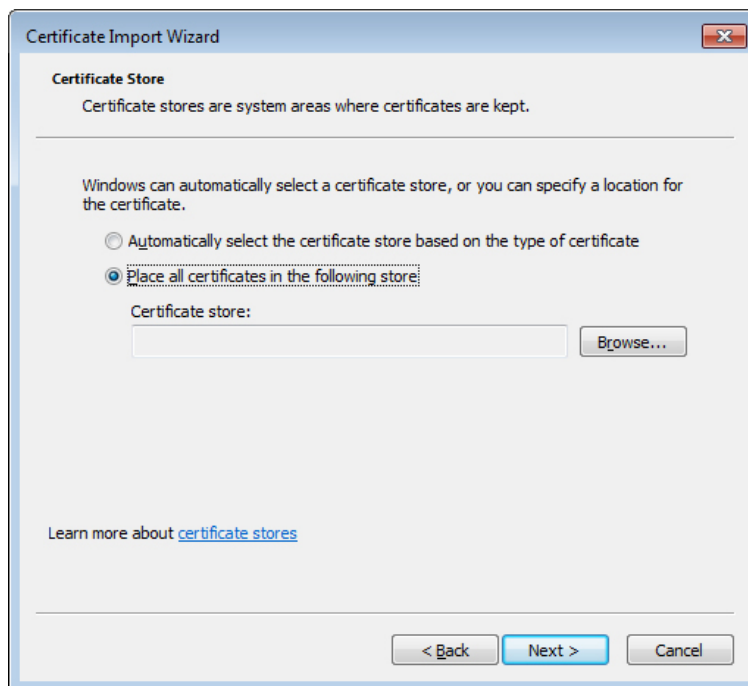 Certificate Import Wizard
Certificate Store
Certificate stores are system areas where certificates are kept.
Windows can automatically select a certificate store, or you can specify a location for
the certificate.
Automatically select the certificate store based on the type of certificate
Place all certificates in the following store
Certificate store:
Browse...
Learn more about certificate stores
< Back Next > Cancel